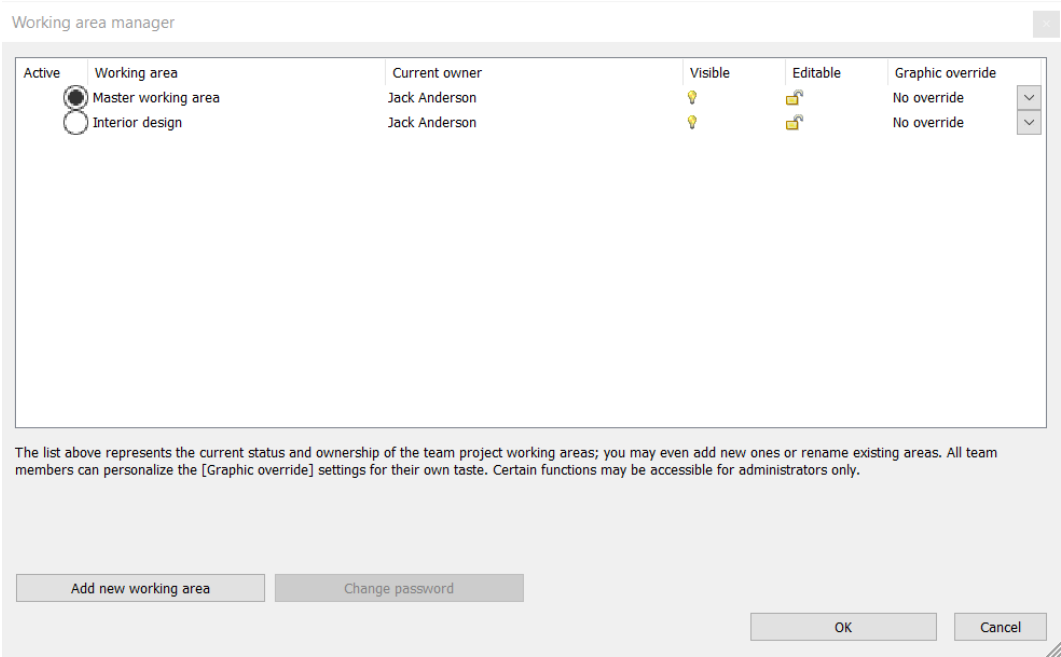 Working area manager
Active Working area Current owner Visible Editable Graphic override
Master working area Jack Anderson No override
Interior design Jack Anderson No override
The list above represents the current status and ownership of the team project working areas; you may even add new ones or rename existing areas. All team
members can personalize the [Graphic override] settings for their own taste. Certain functions may be accessible for administrators only.
Add new working area Change password
OK Cancel